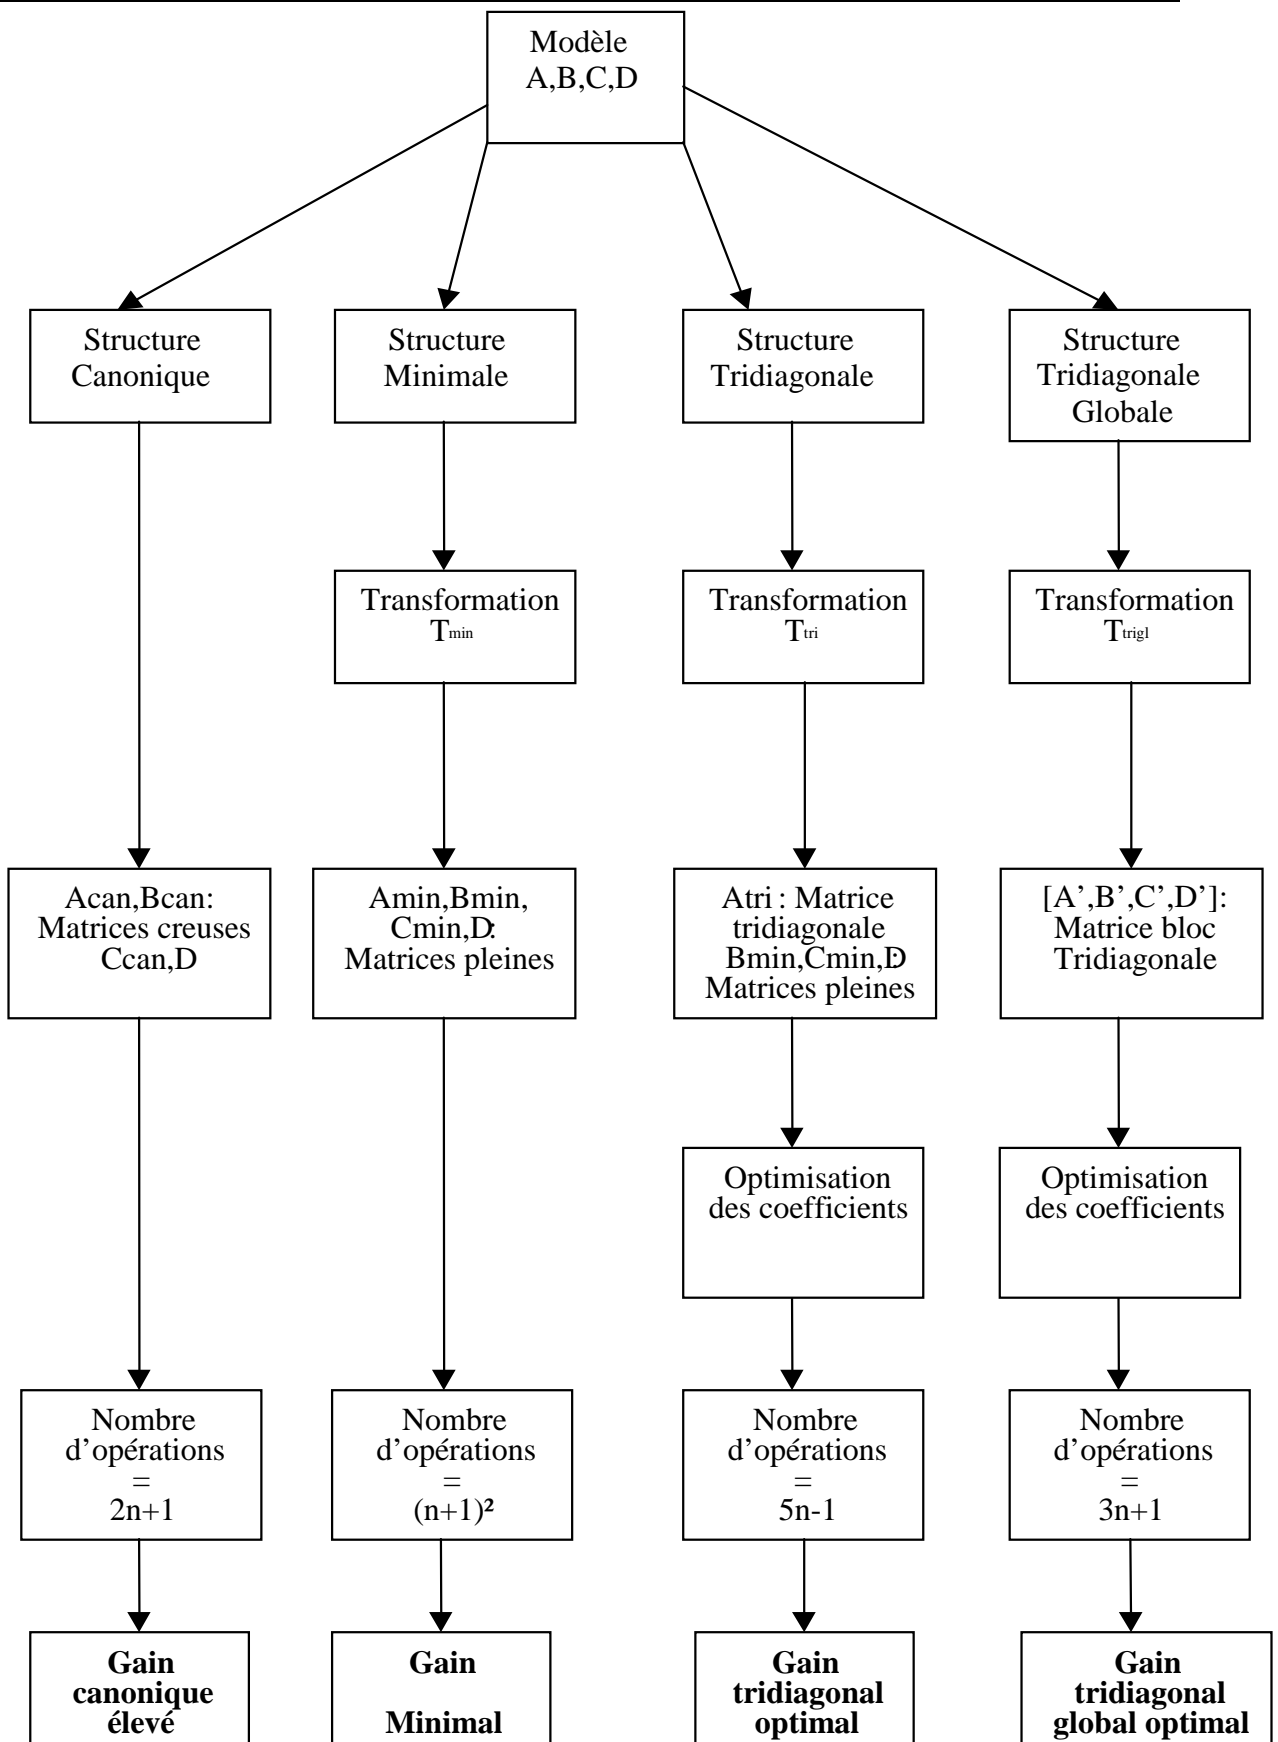 Modèle
A,B,C,D
Structure
Canonique
Structure
Minimale
Structure
Tridiagonale
Structure
Tridiagonale
Globale
Transformation
Tmin
Transformation
Ttri
Transformation
Ttrigl
Acan,Bcan:
Matrices creuses
Ccan,D
Amin,Bmin,
Cmin,D:
Matrices pleines
Atri : Matrice
tridiagonale
Bmin,Cmin,D:
Matrices pleines
[A’,B’,C’,D’]:
Matrice bloc
Tridiagonale
Optimisation
des coefficients
Optimisation
des coefficients
Nombre
d’opérations
=
2n+1
Nombre
d’opérations
=
(n+1)²
Nombre
d’opérations
=
5n-1
Nombre
d’opérations
=
3n+1
Gain
canonique
élevé
Gain
Minimal
Gain
tridiagonal
optimal
Gain
tridiagonal
global optimal